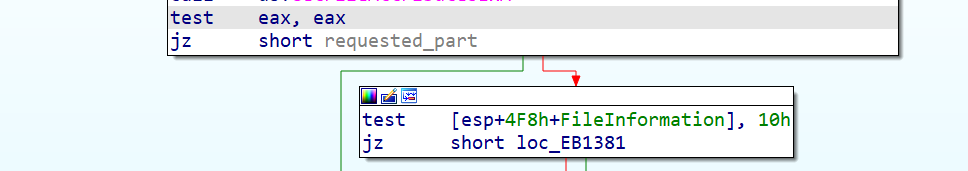 test eax, eax
jz short requested_part
test [esp+4F8h+FileInformation], 10h
jz short loc_EB1381